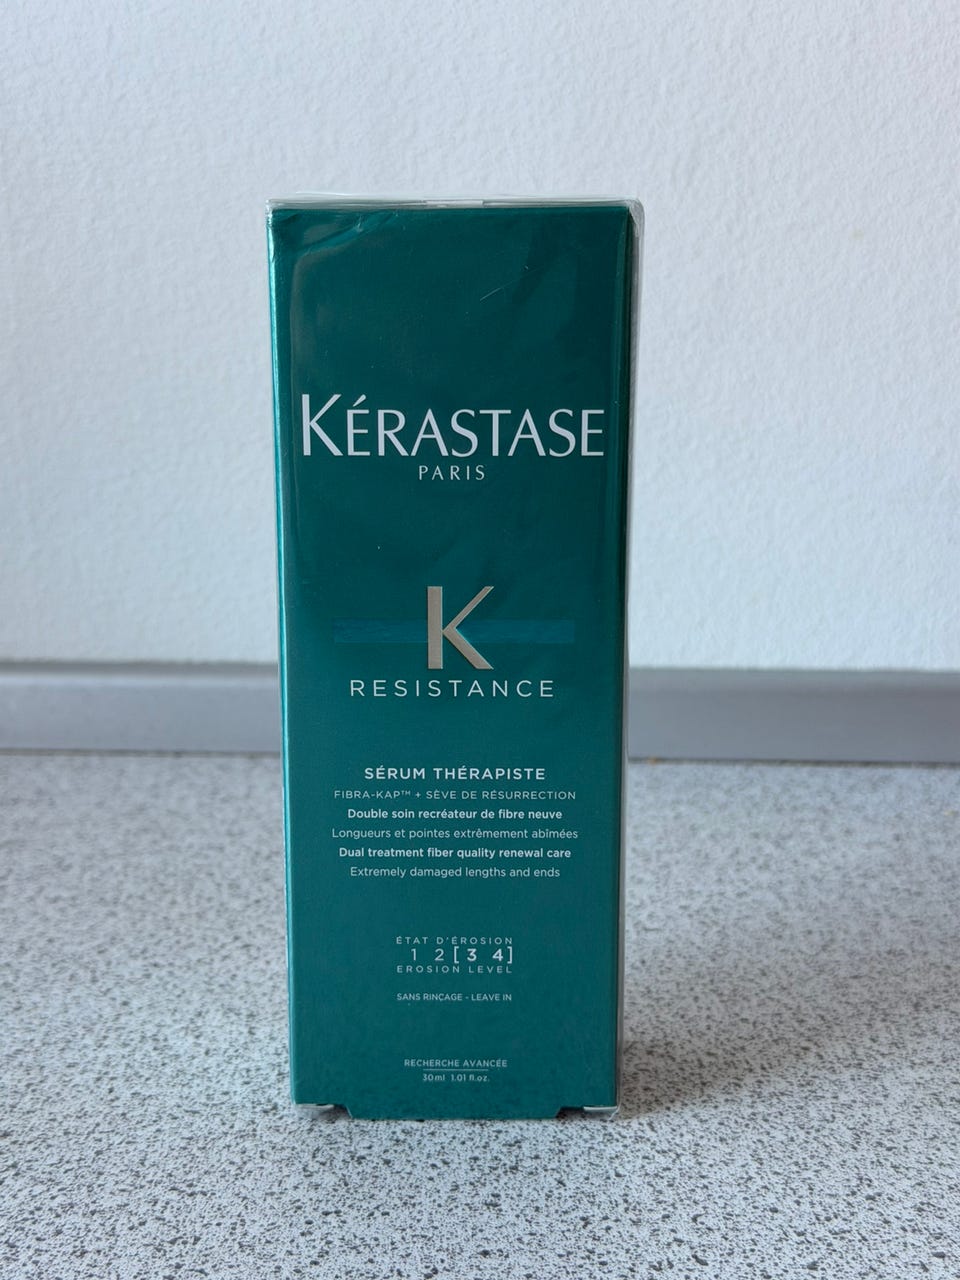 KÉRASTASE
PARIS
K
RESISTANCE
SÉRUM THÉRAPISTE
FIBRA-KAP™ + SÈVE DE RÉSURRECTION
Double soin recréateur de fibre neuve
Longueurs et pointes extrêmement abîmées
Dual treatment fiber quality renewal care
Extremely damaged lengths and ends
ÉTAT D'ÉROSION
1 2 [3 4]
EROSION LEVEL
SANS RINÇAGE - LEAVE IN
RECHERCHE AVANCÉE
30ml 1.01 fl.oz.